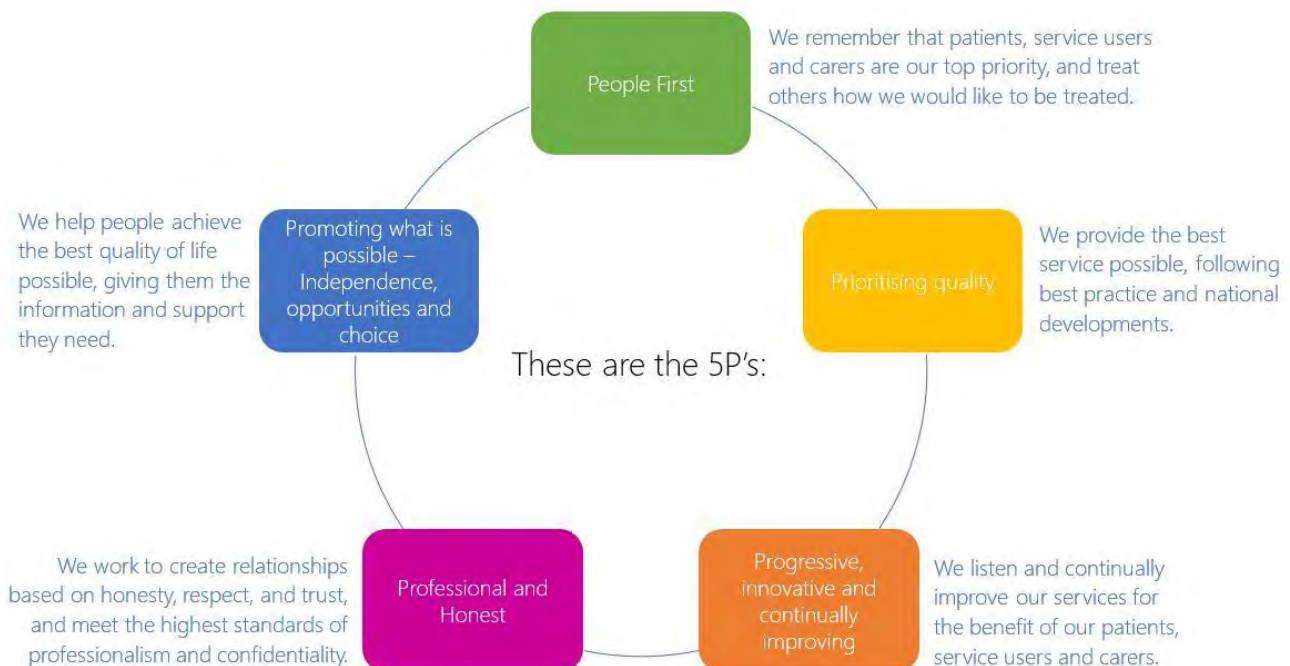 People First
We remember that patients, service users
and carers are our top priority, and treat
others how we would like to be treated.
Prioritising quality
We provide the best
service possible, following
best practice and national
developments.
Progressive,
innovative and
continually
improving
We listen and continually
improve our services for
the benefit of our patients,
service users and carers.
Professional and
Honest
We work to create relationships
based on honesty, respect, and trust,
and meet the highest standards of
professionalism and confidentiality.
Promoting what is
possible –
Independence,
opportunities and
choice
We help people achieve
the best quality of life
possible, giving them the
information and support
they need.
These are the 5P's: